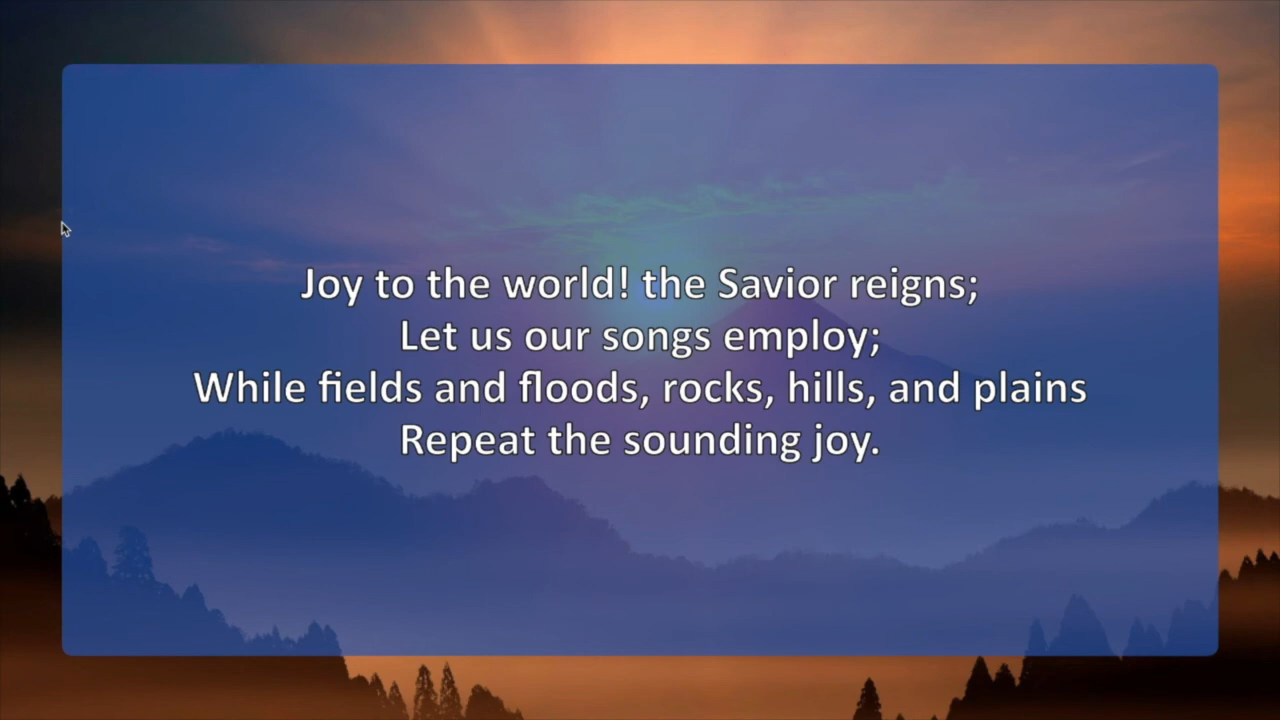 Joy to the world! the Savior reigns;
Let us our songs employ;
While fields and floods, rocks, hills, and plains
Repeat the sounding joy.